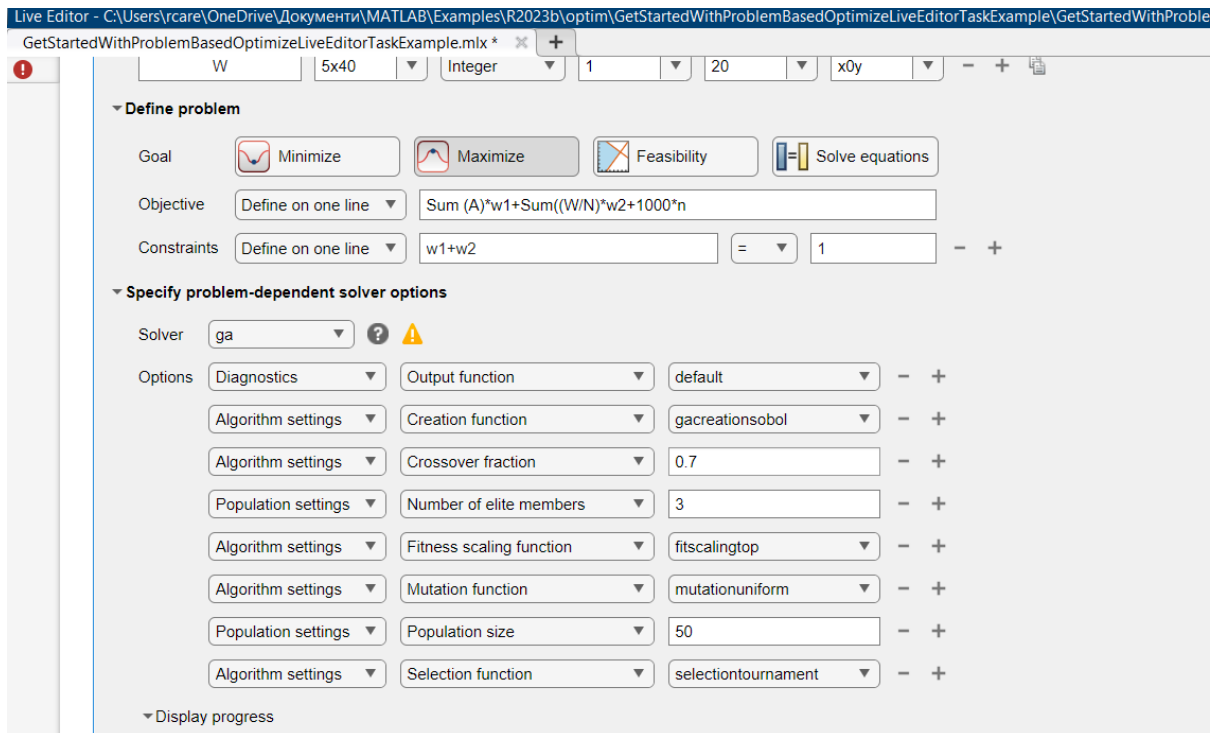 Live Editor - C:\Users\rcare\OneDrive\Документи\MATLAB\Examples\R2023b\optim\GetStartedWithProblemBasedOptimizeLiveEditorTaskExample\GetStartedWithProble
GetStartedWithProblemBasedOptimizeLiveEditorTaskExample.mlx *
W 5x40 Integer 1 20 x0y
Define problem
Goal Minimize Maximize Feasibility Solve equations
Objective Define on one line Sum (A)*w1+Sum((W/N)*w2+1000*n
Constraints Define on one line w1+w2 = 1
Specify problem-dependent solver options
Solver ga
Options Diagnostics Output function default
Algorithm settings Creation function gacreationsobol
Algorithm settings Crossover fraction 0.7
Population settings Number of elite members 3
Algorithm settings Fitness scaling function fitscalingtop
Algorithm settings Mutation function mutationuniform
Population settings Population size 50
Algorithm settings Selection function selectiontournament
Display progress